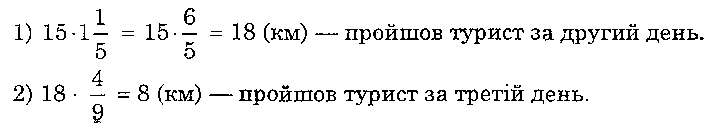 1) 15·1 1/5 = 15· 6/5 = 18 (км) — пройшов турист за другий день.
2) 18 · 4/9 = 8 (км) — пройшов турист за третій день.